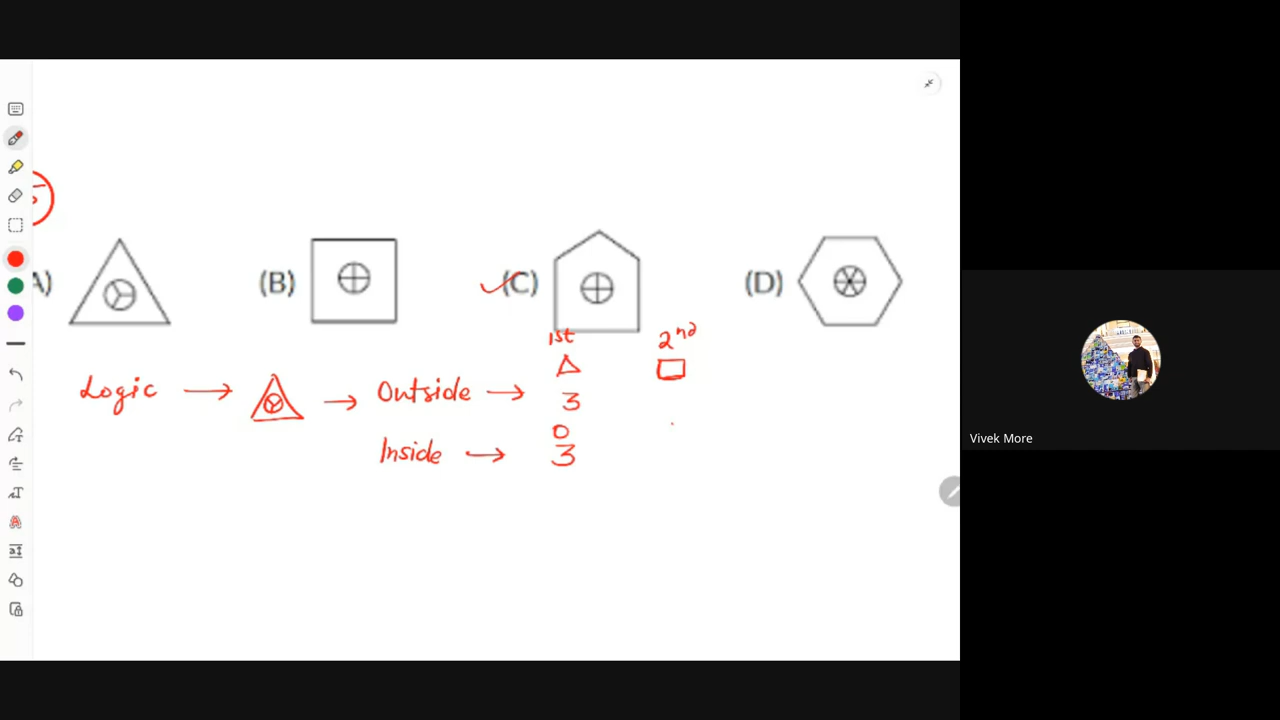 (B) (C) (D)
1st 2nd
Logic → → Outside → 3
0
Inside → 3
Vivek More